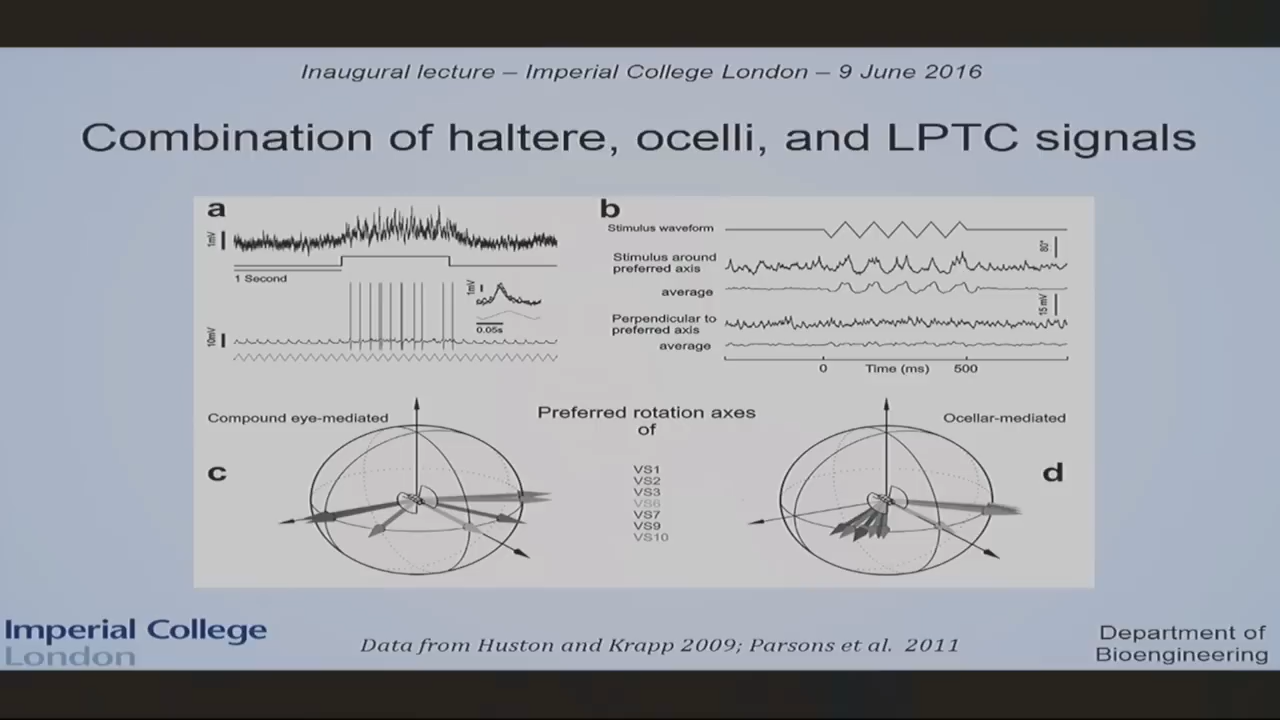 Inaugural lecture – Imperial College London – 9 June 2016
Combination of haltere, ocelli, and LPTC signals
a
1mV
1 Second
1mV
0.05s
10mV
b
Stimulus waveform
80°
Stimulus around
preferred axis
average
15 mV
Perpendicular to
preferred axis
average
0 Time (ms) 500
Compound eye-mediated
Preferred rotation axes
of
Ocellar-mediated
c
VS1
VS2
VS3
VS6
VS7
VS9
VS10
d
Imperial College
London
Data from Huston and Krapp 2009; Parsons et al. 2011
Department of
Bioengineering